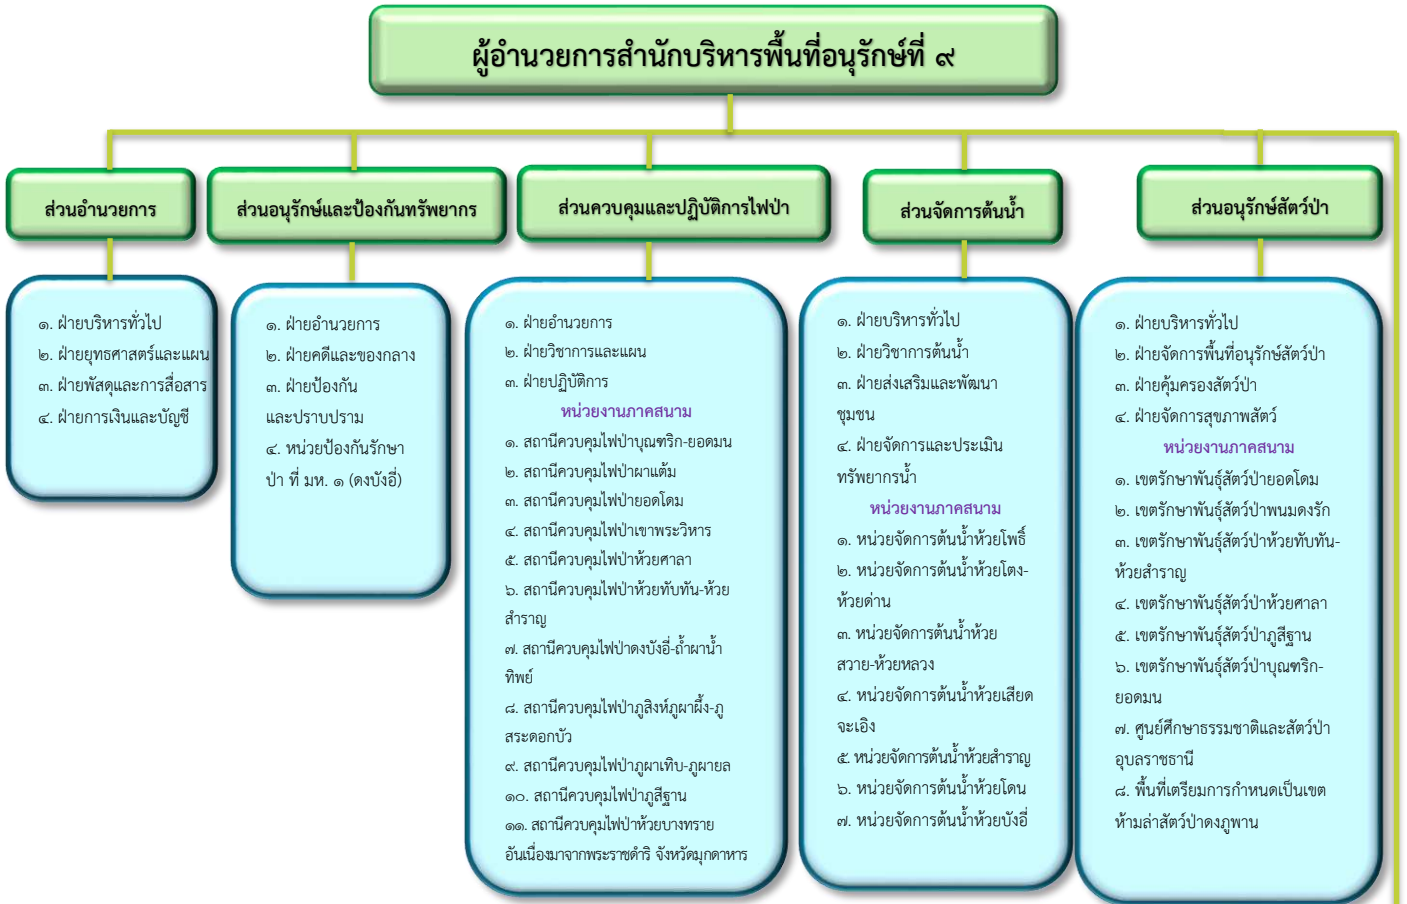 ผู้อำนวยการสำนักบริหารพื้นที่อนุรักษ์ที่ ๙
ส่วนอำนวยการ
๑. ฝ่ายบริหารทั่วไป
๒. ฝ่ายยุทธศาสตร์และแผน
๓. ฝ่ายพัสดุและการสื่อสาร
๔. ฝ่ายการเงินและบัญชี
ส่วนอนุรักษ์และป้องกันทรัพยากร
๑. ฝ่ายอำนวยการ
๒. ฝ่ายคดีและของกลาง
๓. ฝ่ายป้องกัน
และปราบปราม
๔. หน่วยป้องกันรักษา
ป่า ที่ มห. ๑ (ดงบังอี่)
ส่วนควบคุมและปฏิบัติการไฟป่า
๑. ฝ่ายอำนวยการ
๒. ฝ่ายวิชาการและแผน
๓. ฝ่ายปฏิบัติการ
หน่วยงานภาคสนาม
๑. สถานีควบคุมไฟป่าบุณฑริก-ยอดมน
๒. สถานีควบคุมไฟป่าผาแต้ม
๓. สถานีควบคุมไฟป่ายอดโดม
๔. สถานีควบคุมไฟป่าเขาพระวิหาร
๕. สถานีควบคุมไฟป่าห้วยศาลา
๖. สถานีควบคุมไฟป่าห้วยทับทัน-ห้วย
สำราญ
๗. สถานีควบคุมไฟป่าดงบังอี่-ถ้ำผาน้ำ
ทิพย์
๘. สถานีควบคุมไฟป่าภูสิงห์ภูผาผึ้ง-ภู
สระดอกบัว
๙. สถานีควบคุมไฟป่าภูผาเทิบ-ภูผายล
๑๐. สถานีควบคุมไฟป่าภูสีฐาน
๑๑. สถานีควบคุมไฟป่าห้วยบางทราย
อันเนื่องมาจากพระราชดำริ จังหวัดมุกดาหาร
ส่วนจัดการต้นน้ำ
๑. ฝ่ายบริหารทั่วไป
๒. ฝ่ายวิชาการต้นน้ำ
๓. ฝ่ายส่งเสริมและพัฒนา
ชุมชน
๔. ฝ่ายจัดการและประเมิน
ทรัพยากรน้ำ
หน่วยงานภาคสนาม
๑. หน่วยจัดการต้นน้ำห้วยโพธิ์
๒. หน่วยจัดการต้นน้ำห้วยโตง-
ห้วยด่าน
๓. หน่วยจัดการต้นน้ำห้วย
สวาย-ห้วยหลวง
๔. หน่วยจัดการต้นน้ำห้วยเสียด
จะเอิง
๕. หน่วยจัดการต้นน้ำห้วยสำราญ
๖. หน่วยจัดการต้นน้ำห้วยโดน
๗. หน่วยจัดการต้นน้ำห้วยบังอี่
ส่วนอนุรักษ์สัตว์ป่า
๑. ฝ่ายบริหารทั่วไป
๒. ฝ่ายจัดการพื้นที่อนุรักษ์สัตว์ป่า
๓. ฝ่ายคุ้มครองสัตว์ป่า
๔. ฝ่ายจัดการสุขภาพสัตว์
หน่วยงานภาคสนาม
๑. เขตรักษาพันธุ์สัตว์ป่ายอดโดม
๒. เขตรักษาพันธุ์สัตว์ป่าพนมดงรัก
๓. เขตรักษาพันธุ์สัตว์ป่าห้วยทับทัน-
ห้วยสำราญ
๔. เขตรักษาพันธุ์สัตว์ป่าห้วยศาลา
๕. เขตรักษาพันธุ์สัตว์ป่าภูสีฐาน
๖. เขตรักษาพันธุ์สัตว์ป่าบุณฑริก-
ยอดมน
๗. ศูนย์ศึกษาธรรมชาติและสัตว์ป่า
อุบลราชธานี
๘. พื้นที่เตรียมการกำหนดเป็นเขต
ห้ามล่าสัตว์ป่าดงภูพาน